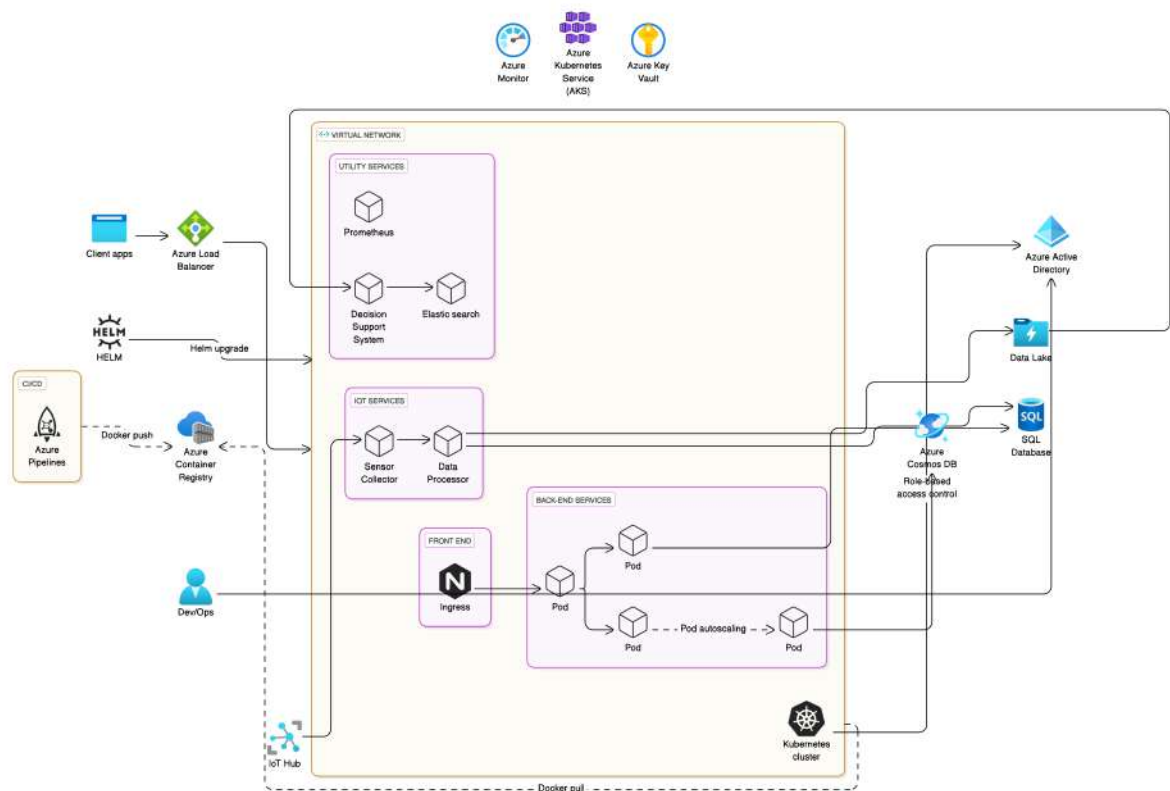 Azure
Monitor
Azure
Kubernetes
Service
(AKS)
Azure Key
Vault
VIRTUAL NETWORK
UTILITY SERVICES
Prometheus
Client apps
Azure Load
Balancer
Decision
Support
System
Elastic search
Azure Active
Directory
HELM
HELM
Helm upgrade
Data Lake
CI/CD
Azure
Pipelines
Docker push
Azure
Container
Registry
IOT SERVICES
Sensor
Collector
Data
Processor
SQL
SQL
Database
Azure
Cosmos DB
Role-based
access control
BACK-END SERVICES
FRONT END
N
Ingress
Pod
Pod
Pod
Pod autoscaling
Pod
Dev/Ops
IoT Hub
Kubernetes
cluster
Docker pull